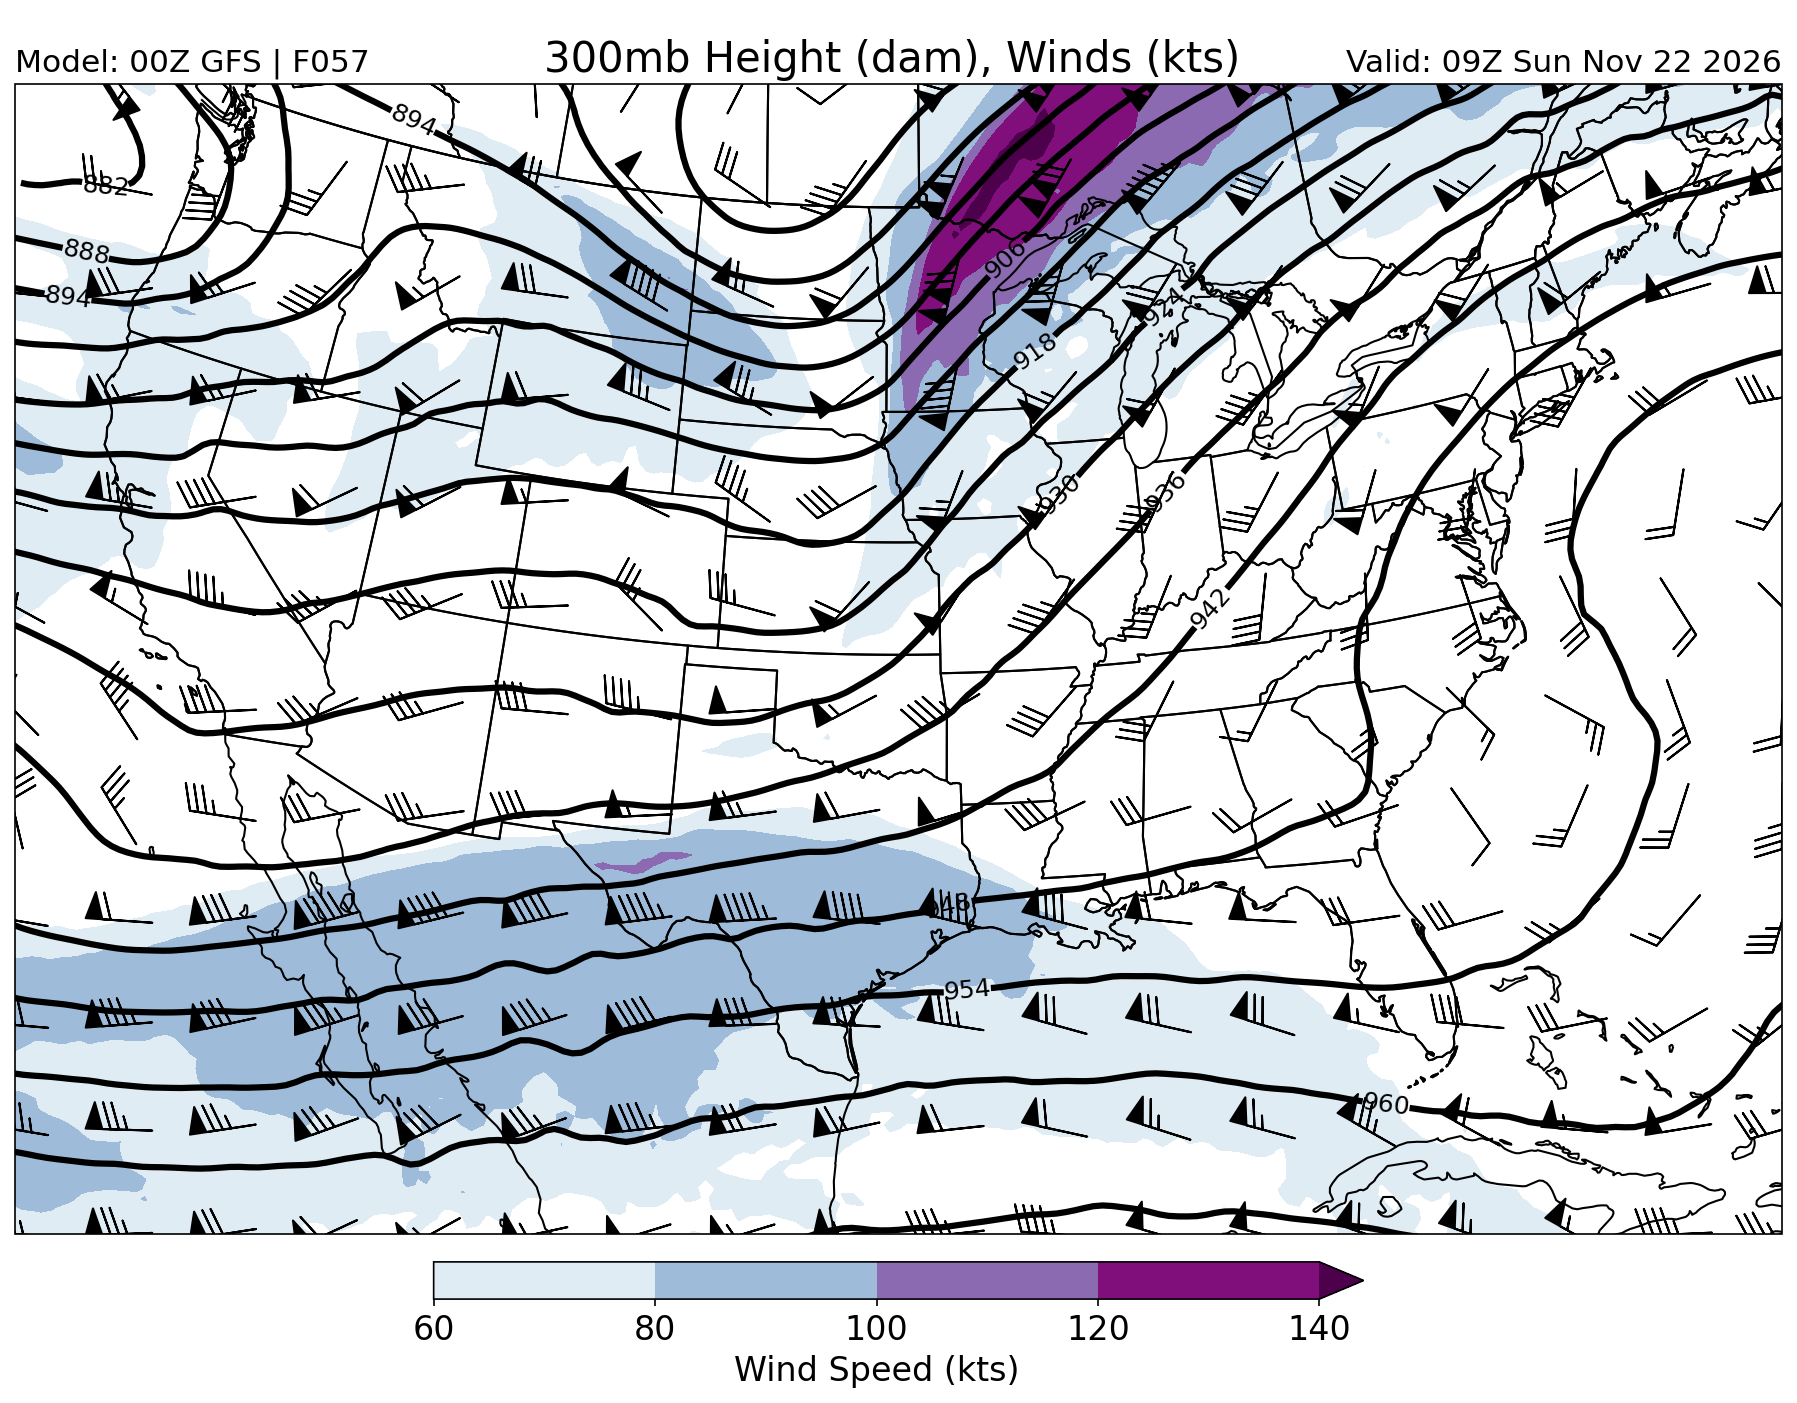 Model: 00Z GFS | F057
300mb Height (dam), Winds (kts)
Valid: 09Z Sun Nov 22 2026
894
882
888
894
906
924
918
930
936
942
948
954
960
60 80 100 120 140
Wind Speed (kts)